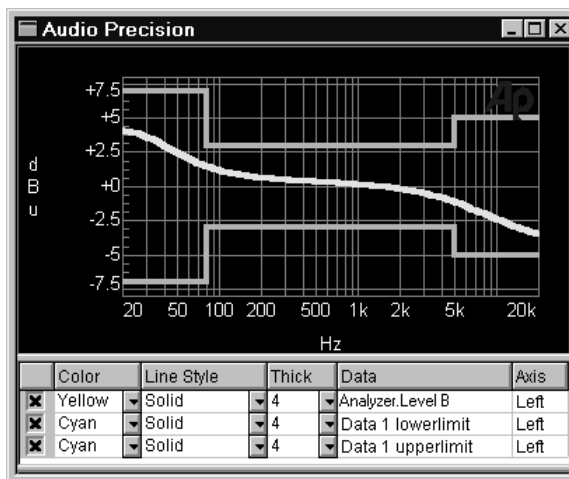 Audio Precision
Ap
+7.5
+5
+2.5
+0
-2.5
-5
-7.5
d
B
u
20 50 100 200 500 1k 2k 5k 20k
Hz
Color Line Style Thick Data Axis
Yellow Solid 4 Analyzer.Level B Left
Cyan Solid 4 Data 1 lowerlimit Left
Cyan Solid 4 Data 1 upperlimit Left